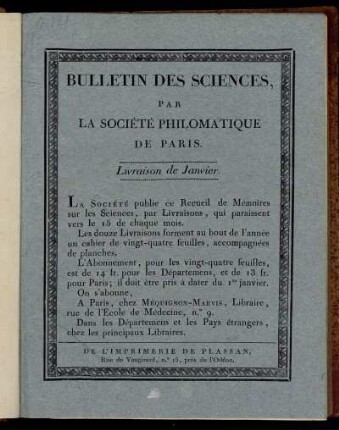 BULLETIN DES SCIENCES,
PAR
LA SOCIÉTÉ PHILOMATIQUE
DE PARIS.
Livraison de Janvier
LA SOCIÉTÉ publie ce Recueil de Mémoires
sur les Sciences, par Livraisons, qui paraissent
vers le 15 de chaque mois.
Les douze Livraisons forment au bout de l'année
un cahier de vingt-quatre feuilles, accompagnées
de planches.
L'Abonnement, pour les vingt-quatre feuilles,
est de 14 fr. pour les Départemens, et de 13 fr.
pour Paris; il doit être pris à dater du 1.er janvier.
On s'abonne,
A Paris, chez MÉQUIGNON-MARVIS, Libraire,
rue de l'École de Médecine, n.° 9.
Dans les Départemens et les Pays étrangers,
chez les principaux Libraires.
DE L'IMPRIMERIE DE PLASSAN,
Rue de Vaugirard, n.° 15, près de l'Odéon.